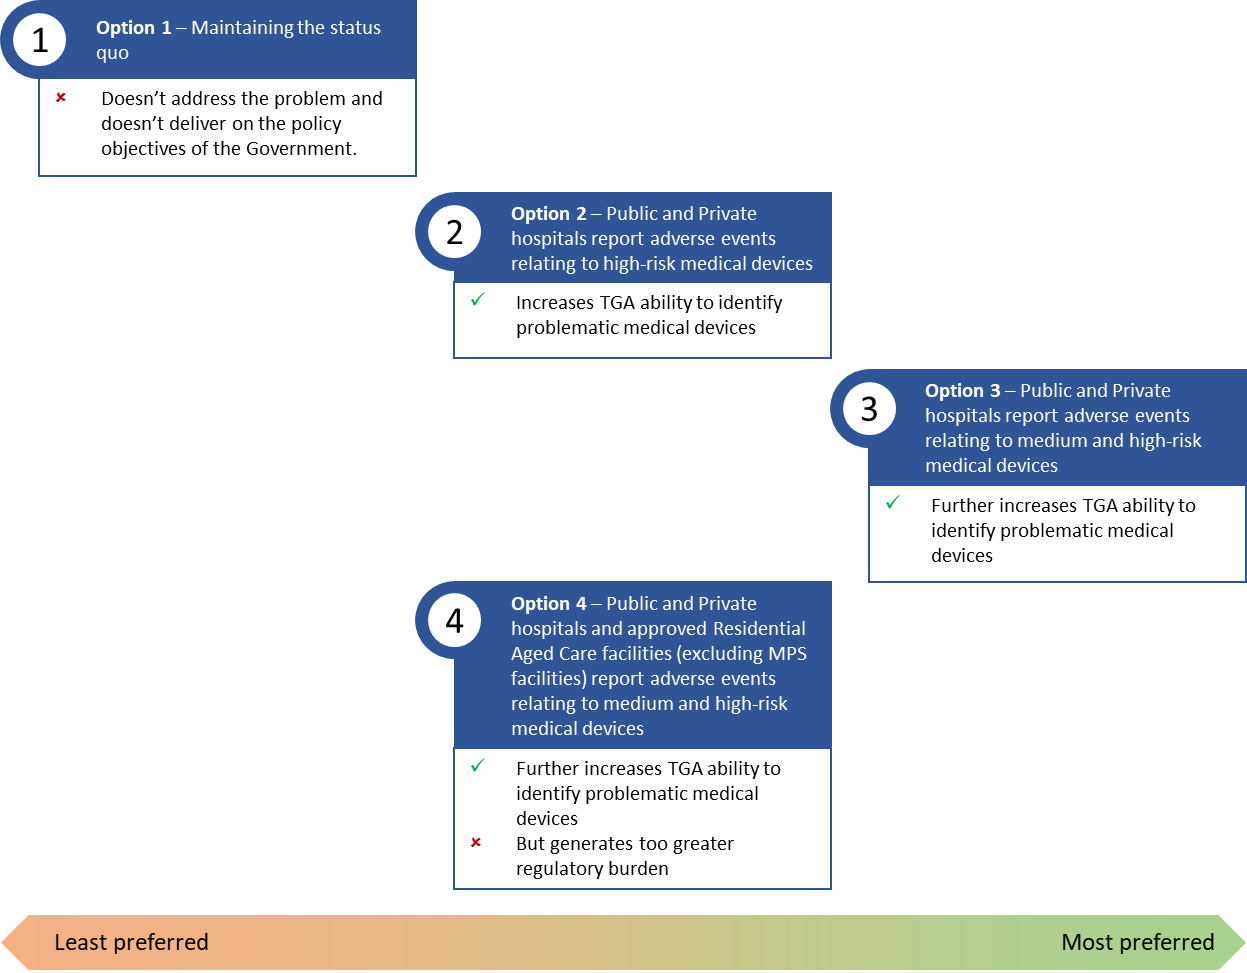 1
Option 1 – Maintaining the status
quo
✘ Doesn’t address the problem and
doesn’t deliver on the policy
objectives of the Government.
2
Option 2 – Public and Private
hospitals report adverse events
relating to high-risk medical devices
✓ Increases TGA ability to identify
problematic medical devices
3
Option 3 – Public and Private
hospitals report adverse events
relating to medium and high-risk
medical devices
✓ Further increases TGA ability to
identify problematic medical
devices
4
Option 4 – Public and Private
hospitals and approved Residential
Aged Care facilities (excluding MPS
facilities) report adverse events
relating to medium and high-risk
medical devices
✓ Further increases TGA ability to
identify problematic medical
devices
✘ But generates too greater
regulatory burden
Least preferred
Most preferred